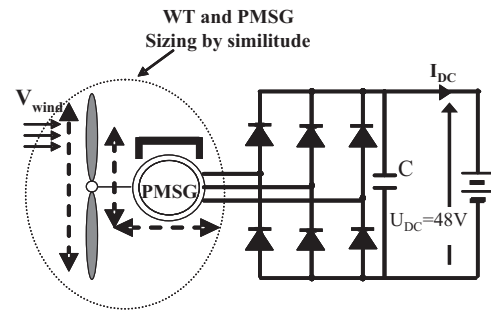 WT and PMSG
Sizing by similitude
V_wind
I_DC
PMSG
C
U_DC=48V